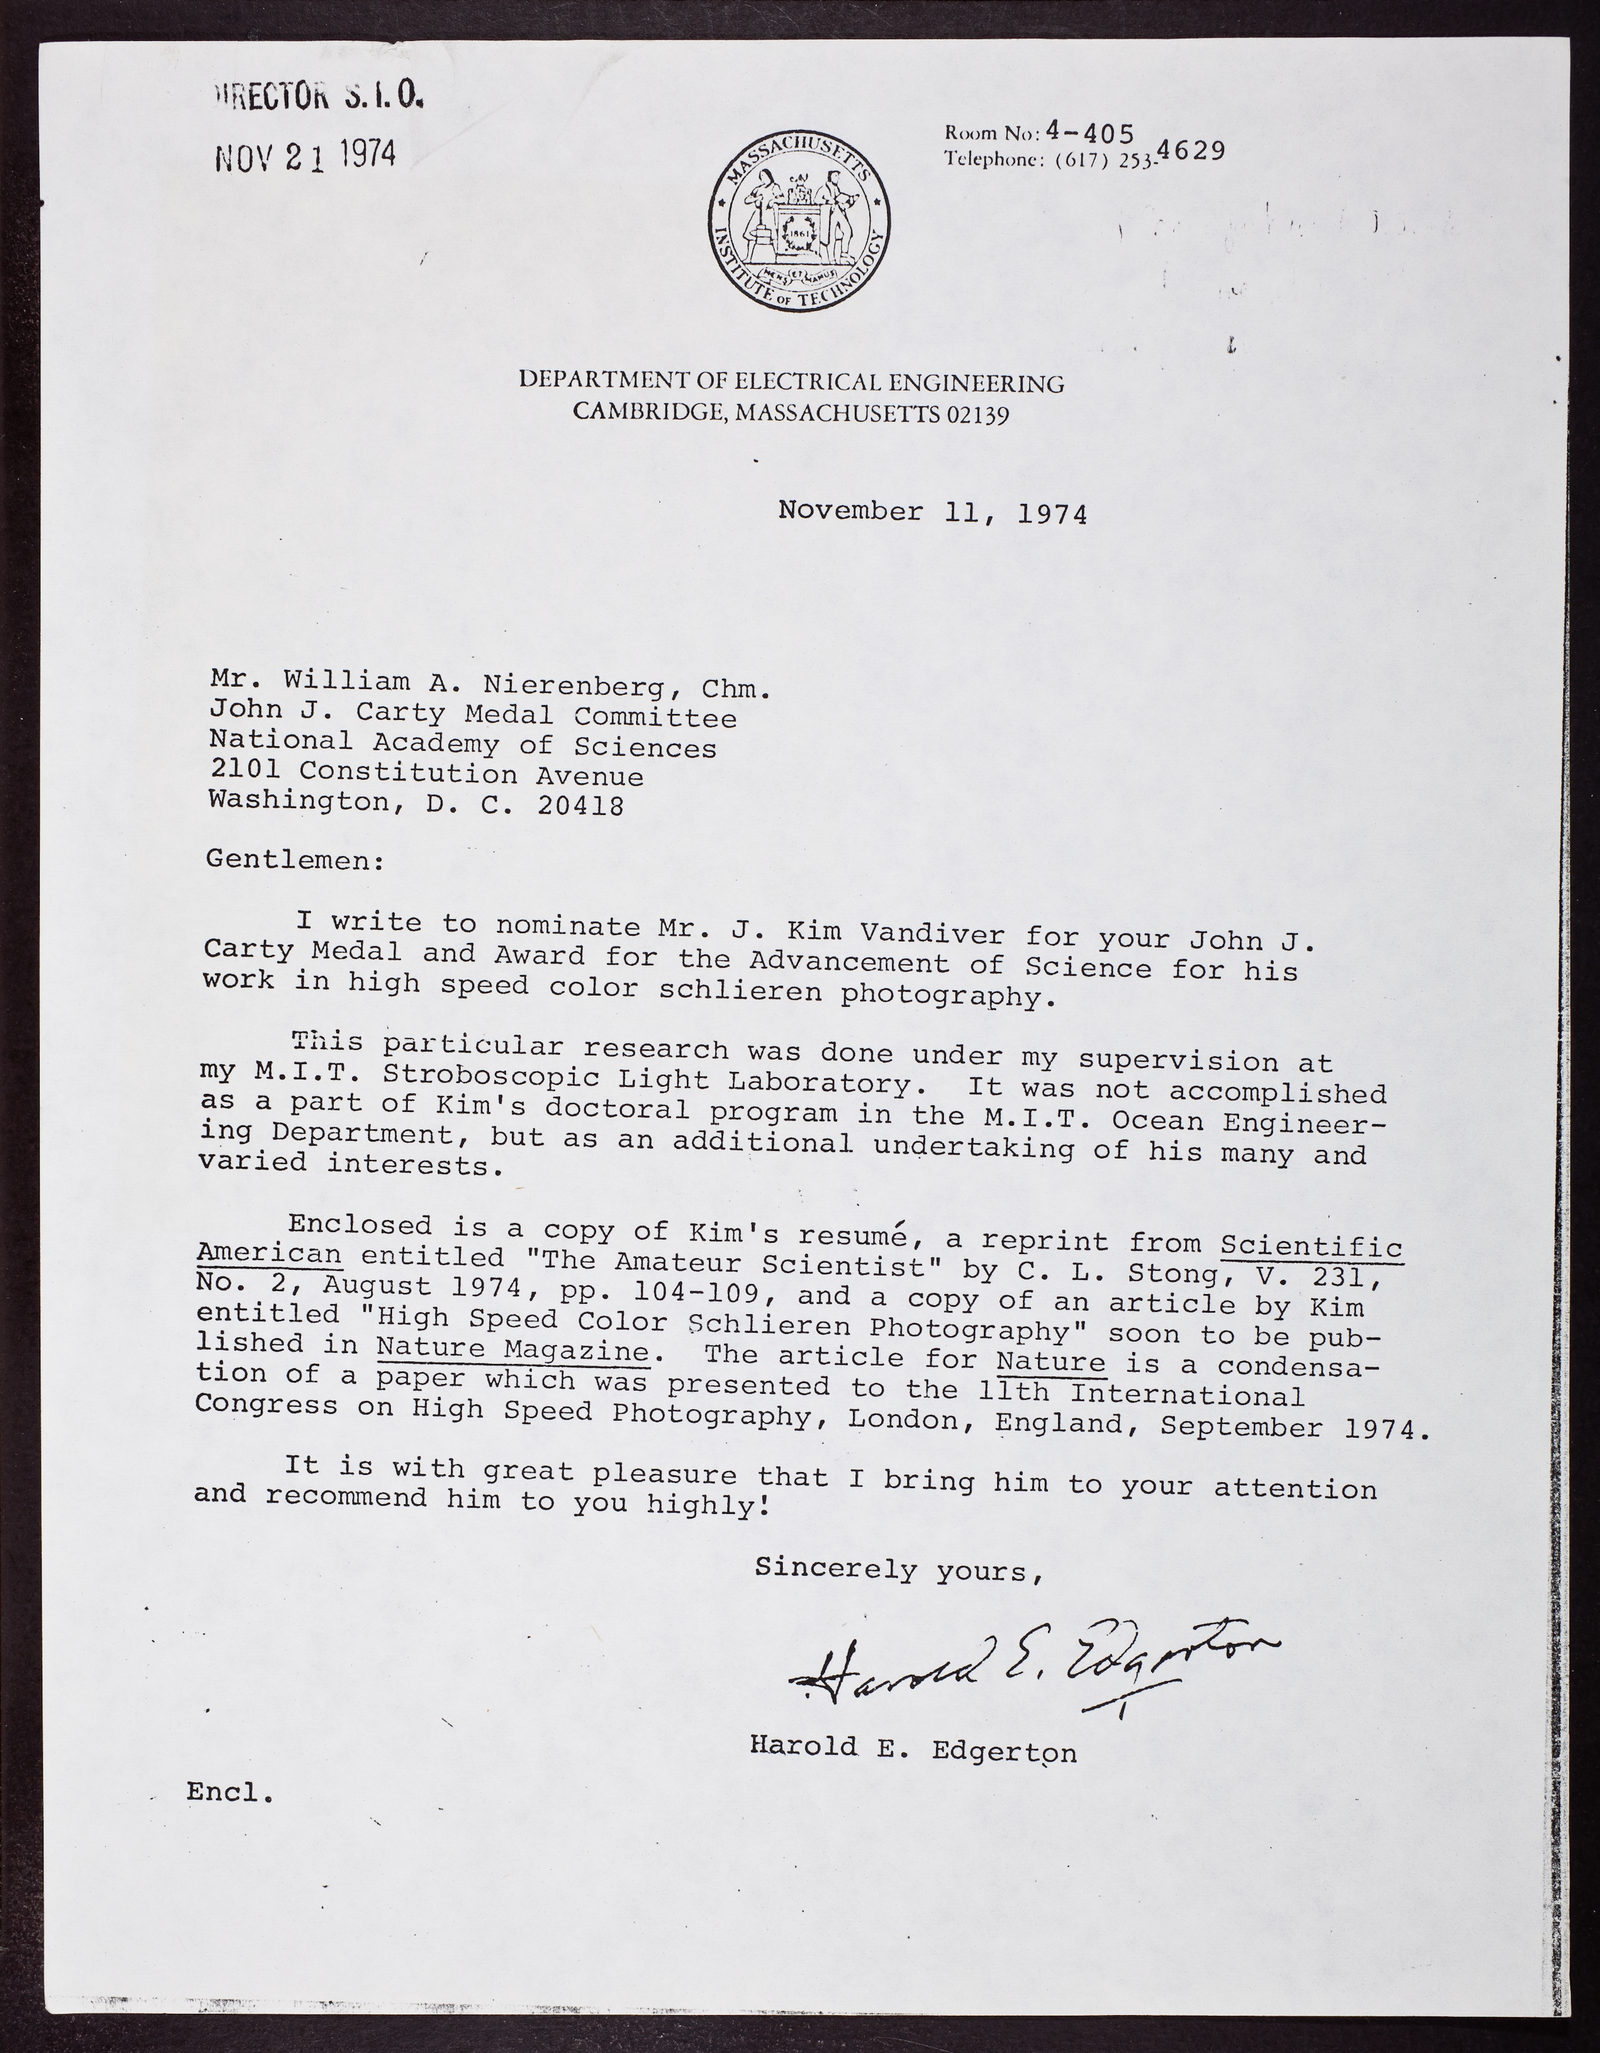 DIRECTOR S.I.O.
NOV 21 1974
Room No: 4-405
Telephone: (617) 253-4629
MASSACHUSETTS
INSTITUTE OF TECHNOLOGY
1861
MENS ET MANUS
DEPARTMENT OF ELECTRICAL ENGINEERING
CAMBRIDGE, MASSACHUSETTS 02139
November 11, 1974
Mr. William A. Nierenberg, Chm.
John J. Carty Medal Committee
National Academy of Sciences
2101 Constitution Avenue
Washington, D. C. 20418
Gentlemen:
I write to nominate Mr. J. Kim Vandiver for your John J.
Carty Medal and Award for the Advancement of Science for his
work in high speed color schlieren photography.
This particular research was done under my supervision at
my M.I.T. Stroboscopic Light Laboratory. It was not accomplished
as a part of Kim's doctoral program in the M.I.T. Ocean Engineer-
ing Department, but as an additional undertaking of his many and
varied interests.
Enclosed is a copy of Kim's resumé, a reprint from Scientific
American entitled "The Amateur Scientist" by C. L. Stong, V. 231,
No. 2, August 1974, pp. 104-109, and a copy of an article by Kim
entitled "High Speed Color Schlieren Photography" soon to be pub-
lished in Nature Magazine. The article for Nature is a condensa-
tion of a paper which was presented to the 11th International
Congress on High Speed Photography, London, England, September 1974.
It is with great pleasure that I bring him to your attention
and recommend him to you highly!
Sincerely yours,
Harold E. Edgerton
Harold E. Edgerton
Encl.